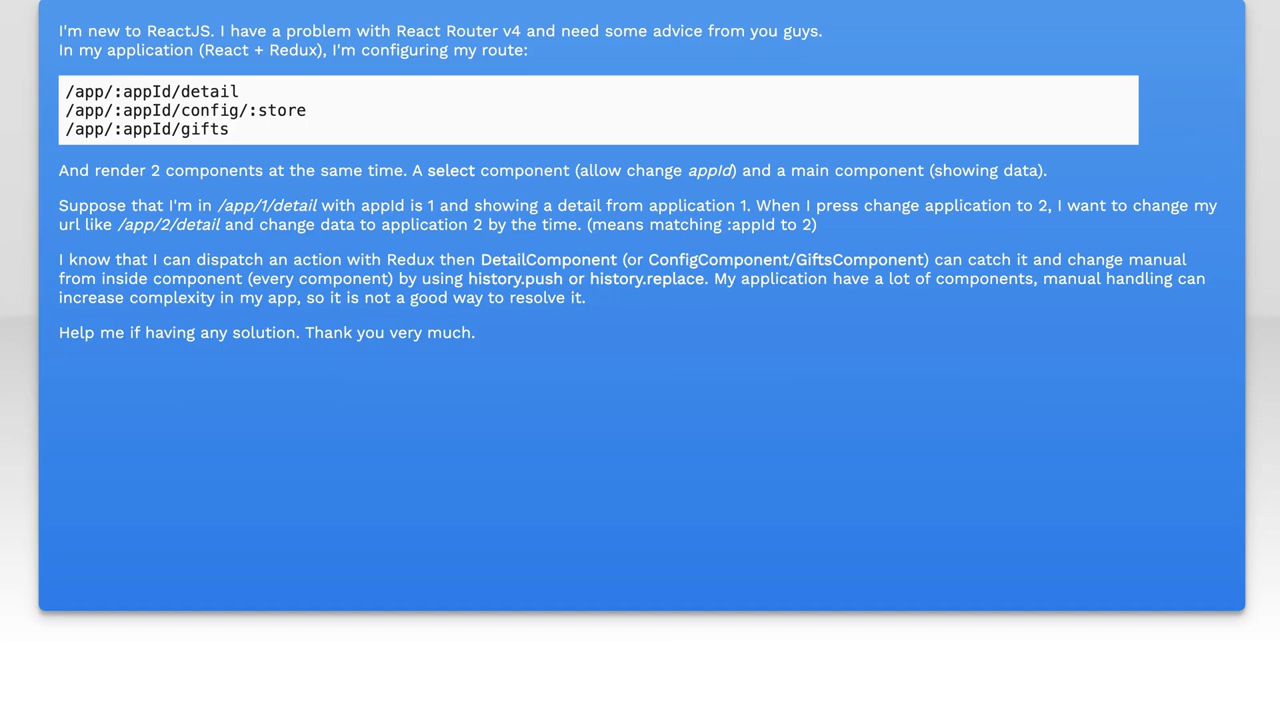 I'm new to ReactJS. I have a problem with React Router v4 and need some advice from you guys.
In my application (React + Redux), I'm configuring my route:
/app/:appId/detail
/app/:appId/config/:store
/app/:appId/gifts
And render 2 components at the same time. A select component (allow change appId) and a main component (showing data).
Suppose that I'm in /app/1/detail with appId is 1 and showing a detail from application 1. When I press change application to 2, I want to change my
url like /app/2/detail and change data to application 2 by the time. (means matching :appId to 2)
I know that I can dispatch an action with Redux then DetailComponent (or ConfigComponent/GiftsComponent) can catch it and change manual
from inside component (every component) by using history.push or history.replace. My application have a lot of components, manual handling can
increase complexity in my app, so it is not a good way to resolve it.
Help me if having any solution. Thank you very much.